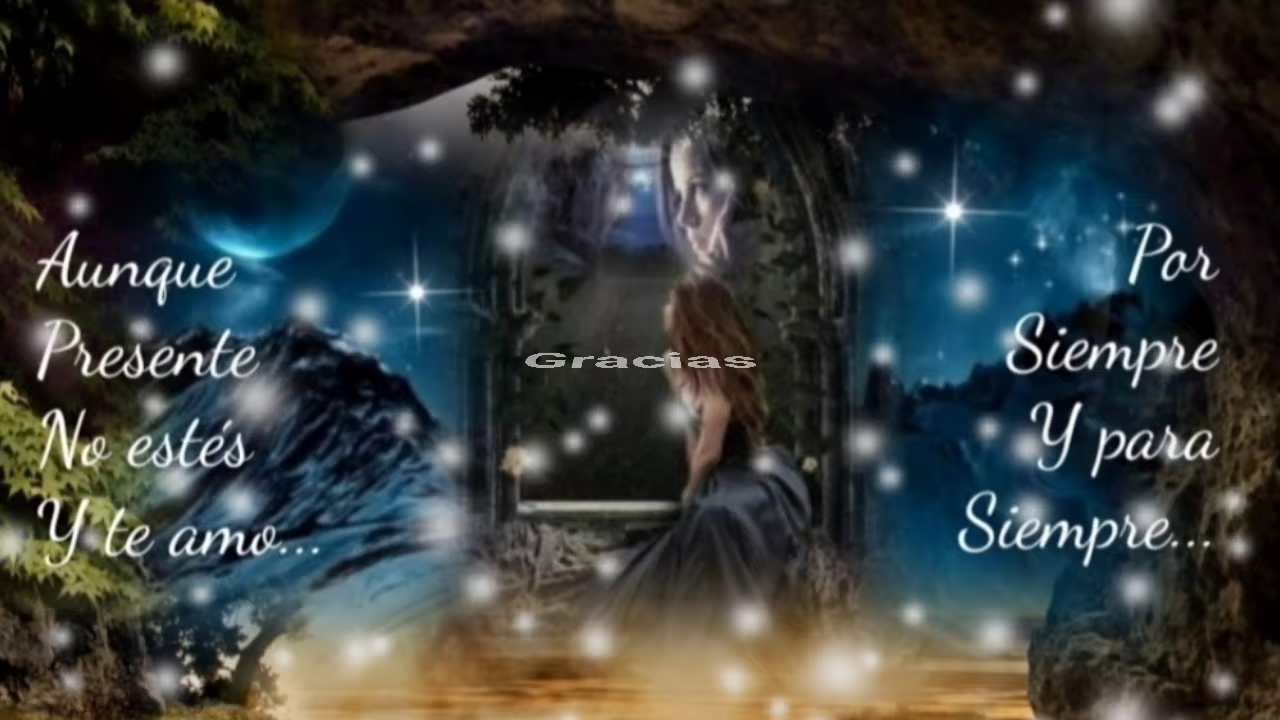 Aunque
Presente
No estés
Y te amo...
Gracias
Por
Siempre
Y para
Siempre...